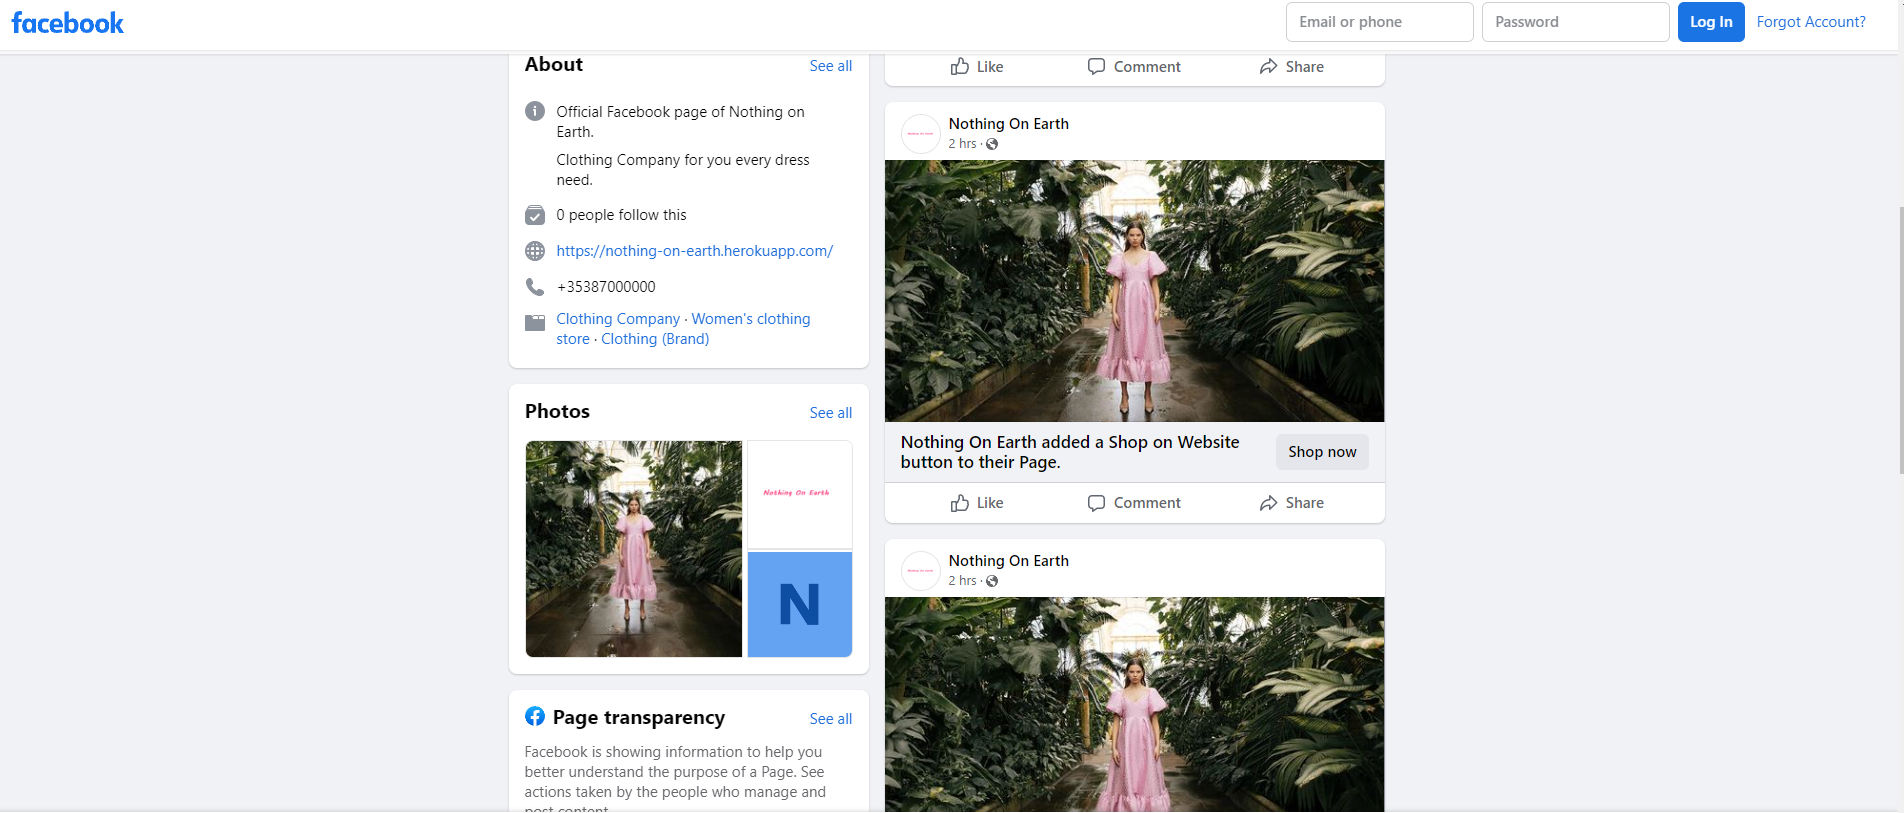 facebook
Email or phone
Password
Log In
Forgot Account?
About
See all
Official Facebook page of Nothing on
Earth.
Clothing Company for you every dress
need.
0 people follow this
https://nothing-on-earth.herokuapp.com/
+35387000000
Clothing Company · Women's clothing
store · Clothing (Brand)
Photos
See all
Nothing On Earth
N
Page transparency
See all
Facebook is showing information to help you
better understand the purpose of a Page. See
actions taken by the people who manage and
post content.
Like
Comment
Share
Nothing On Earth
2 hrs ·
Nothing On Earth added a Shop on Website
button to their Page.
Shop now
Like
Comment
Share
Nothing On Earth
2 hrs ·